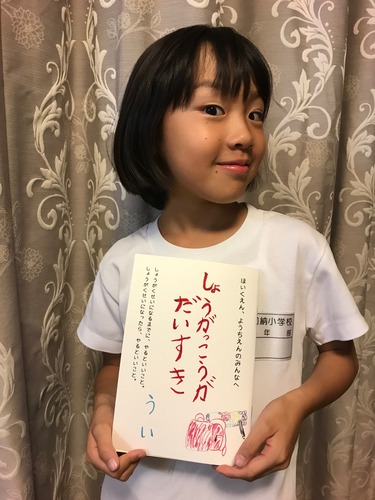 ほいくえん、ようちえんのみんなへ
しょうがっこうが
だいすき
うい
しょうがくせいになるまでに、やるといいこと。
しょうがくせいになったら、やるといいこと。
納小学校
年 組